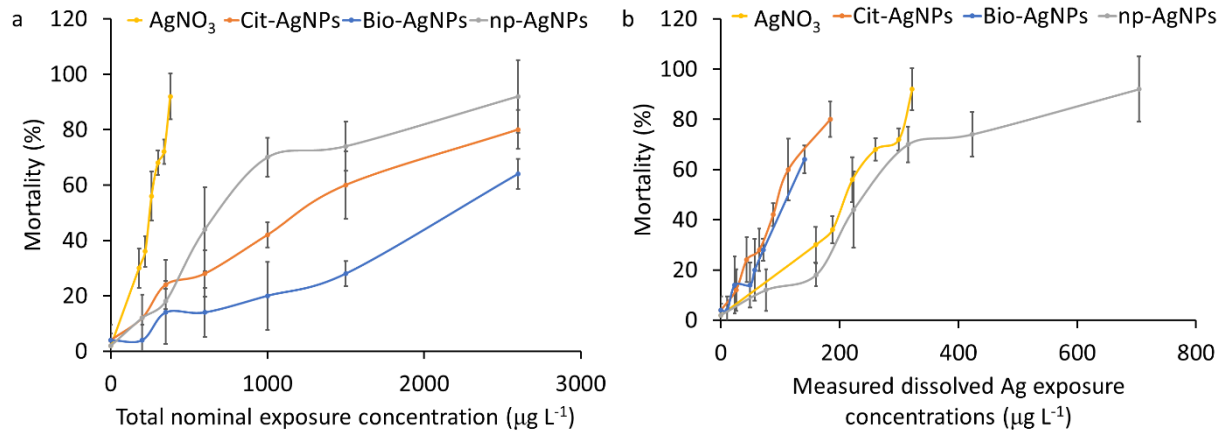 a
AgNO₃ Cit-AgNPs Bio-AgNPs np-AgNPs
120
100
80
60
40
20
0
Mortality (%)
0 1000 2000 3000
Total nominal exposure concentration (µg L⁻¹)
b
AgNO₃ Cit-AgNPs Bio-AgNPs np-AgNPs
120
100
80
60
40
20
0
Mortality (%)
0 200 400 600 800
Measured dissolved Ag exposure
concentrations (µg L⁻¹)